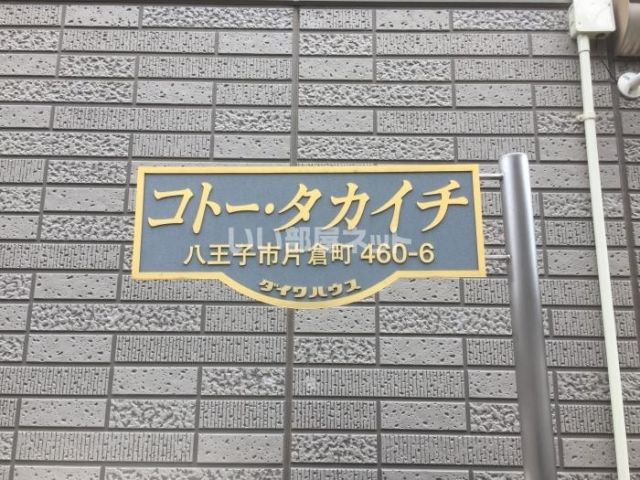 コトー・タカイチ
いい部屋ネット
八王子市片倉町 460-6
ダイワハウス